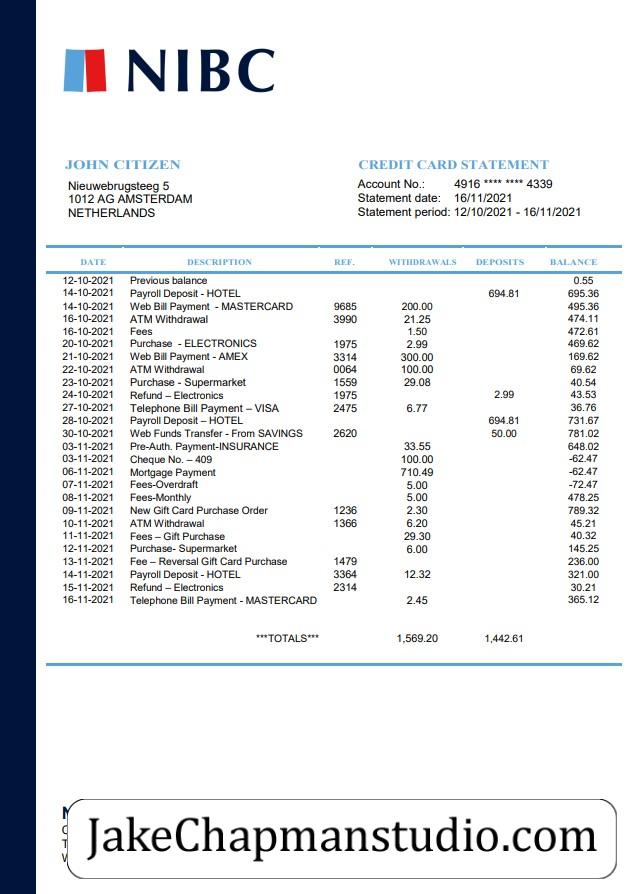 NIBC
JOHN CITIZEN
Nieuwebrugsteeg 5
1012 AG AMSTERDAM
NETHERLANDS
CREDIT CARD STATEMENT
Account No.: 4916 **** **** 4339
Statement date: 16/11/2021
Statement period: 12/10/2021 - 16/11/2021
DATE DESCRIPTION REF. WITHDRAWALS DEPOSITS BALANCE
12-10-2021 Previous balance 0.55
14-10-2021 Payroll Deposit - HOTEL 694.81 695.36
14-10-2021 Web Bill Payment - MASTERCARD 9685 200.00 495.36
16-10-2021 ATM Withdrawal 3990 21.25 474.11
16-10-2021 Fees 1.50 472.61
20-10-2021 Purchase - ELECTRONICS 1975 2.99 469.62
21-10-2021 Web Bill Payment - AMEX 3314 300.00 169.62
22-10-2021 ATM Withdrawal 0064 100.00 69.62
23-10-2021 Purchase - Supermarket 1559 29.08 40.54
24-10-2021 Refund – Electronics 1975 2.99 43.53
27-10-2021 Telephone Bill Payment – VISA 2475 6.77 36.76
28-10-2021 Payroll Deposit – HOTEL 694.81 731.67
30-10-2021 Web Funds Transfer - From SAVINGS 2620 50.00 781.02
03-11-2021 Pre-Auth. Payment-INSURANCE 33.55 648.02
03-11-2021 Cheque No. – 409 100.00 -62.47
06-11-2021 Mortgage Payment 710.49 -62.47
07-11-2021 Fees-Overdraft 5.00 -72.47
08-11-2021 Fees-Monthly 5.00 478.25
09-11-2021 New Gift Card Purchase Order 1236 2.30 789.32
10-11-2021 ATM Withdrawal 1366 6.20 45.21
11-11-2021 Fees – Gift Purchase 29.30 40.32
12-11-2021 Purchase- Supermarket 6.00 145.25
13-11-2021 Fee – Reversal Gift Card Purchase 1479 236.00
14-11-2021 Payroll Deposit - HOTEL 3364 12.32 321.00
15-11-2021 Refund – Electronics 2314 30.21
16-11-2021 Telephone Bill Payment - MASTERCARD 2.45 365.12
***TOTALS*** 1,569.20 1,442.61
JakeChapmanstudio.com